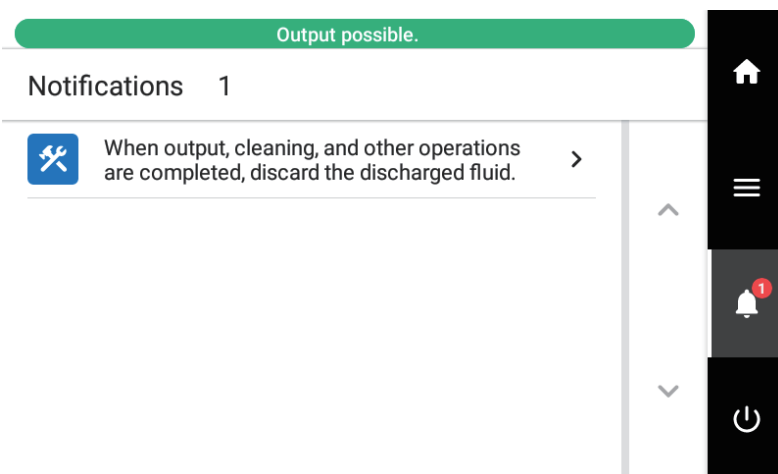 Output possible.
Notifications 1
When output, cleaning, and other operations
are completed, discard the discharged fluid.
1